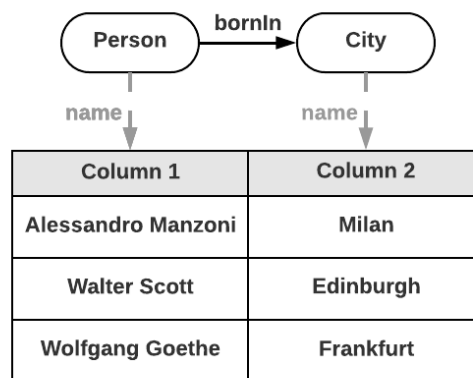 bornIn
Person City
name name
Column 1 Column 2
Alessandro Manzoni Milan
Walter Scott Edinburgh
Wolfgang Goethe Frankfurt